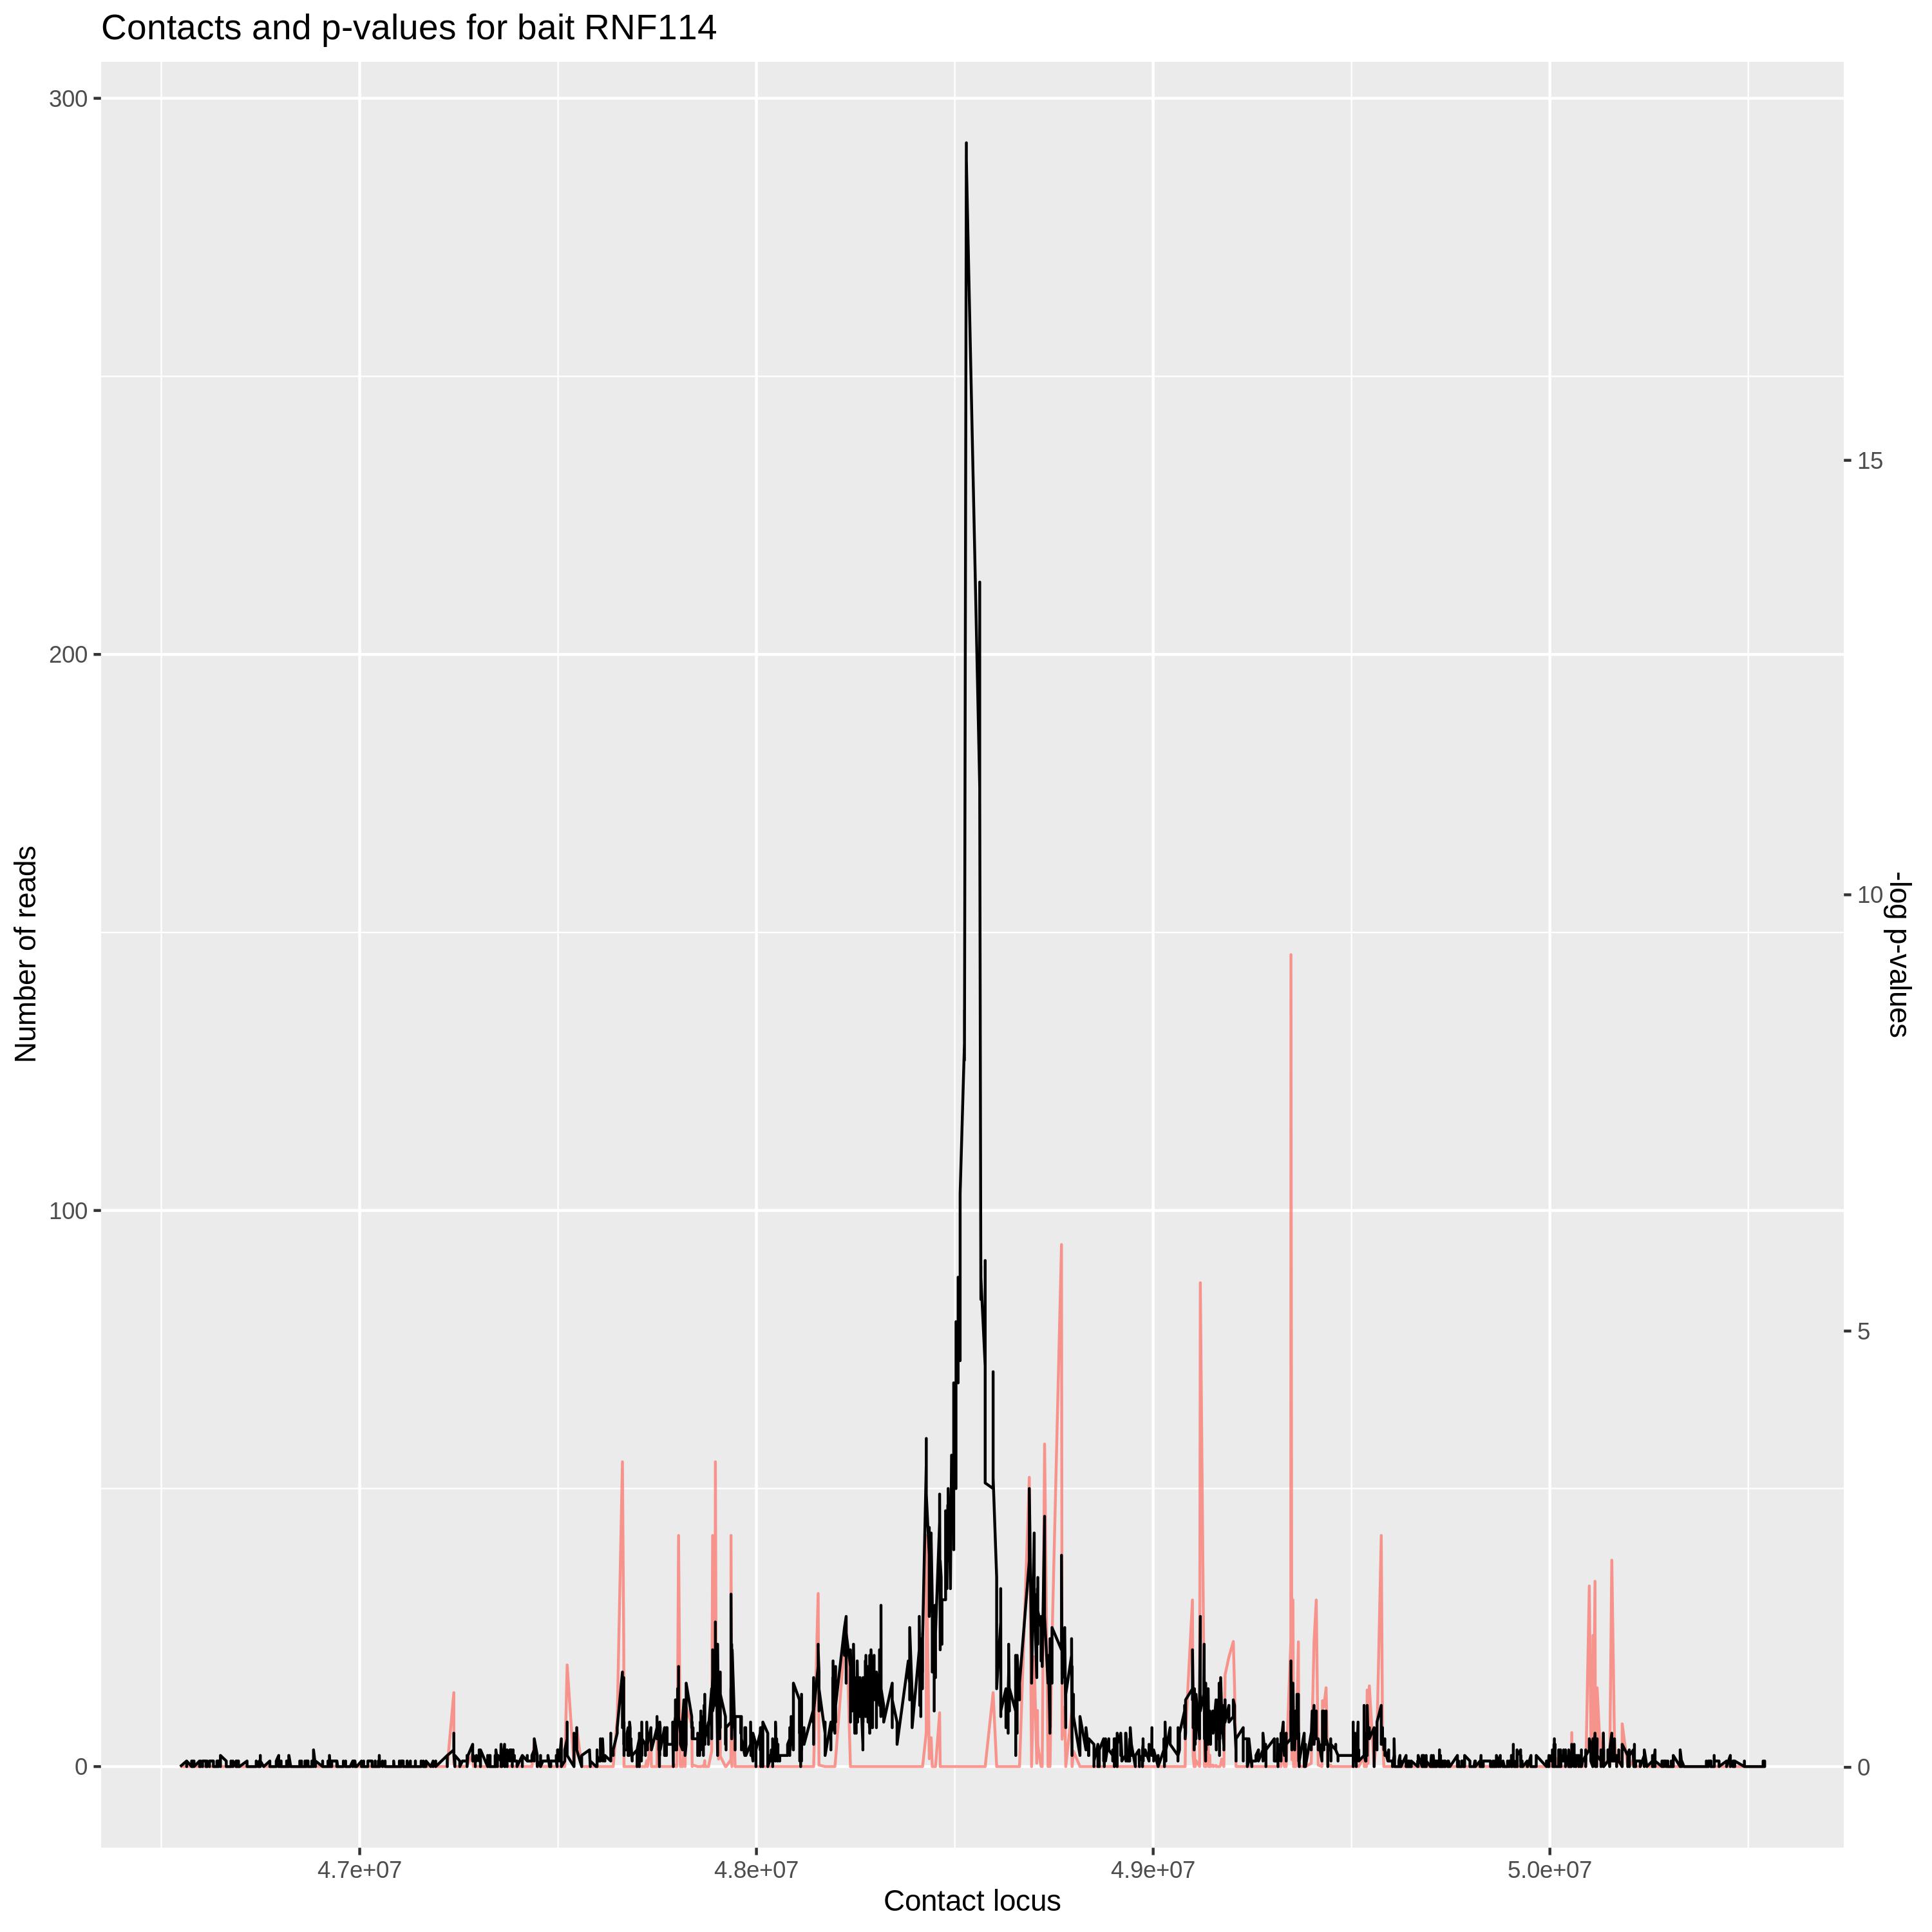 Contacts and p-values for bait RNF114
300
200
100
0
Number of reads
15
10
5
0
-log p-values
4.7e+07
4.8e+07
4.9e+07
5.0e+07
Contact locus